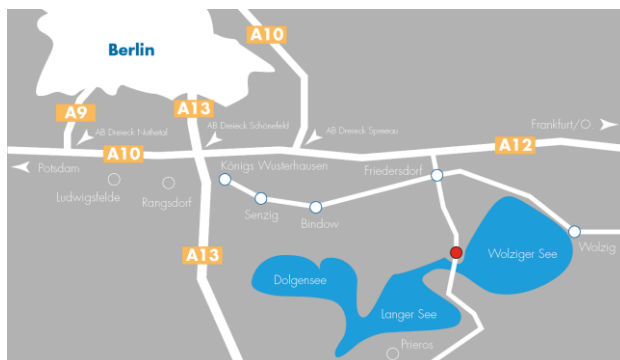 A10
Berlin
A9
A13
AB Dreieck Nuthetal
AB Dreieck Schönefeld
AB Dreieck Spreeau
Frankfurt/O.
Potsdam
A10
Königs Wusterhausen
Friedersdorf
A12
Ludwigsfelde
Rangsdorf
Senzig
Bindow
Wolzig
A13
Wolziger See
Dolgensee
Langer See
Prieros